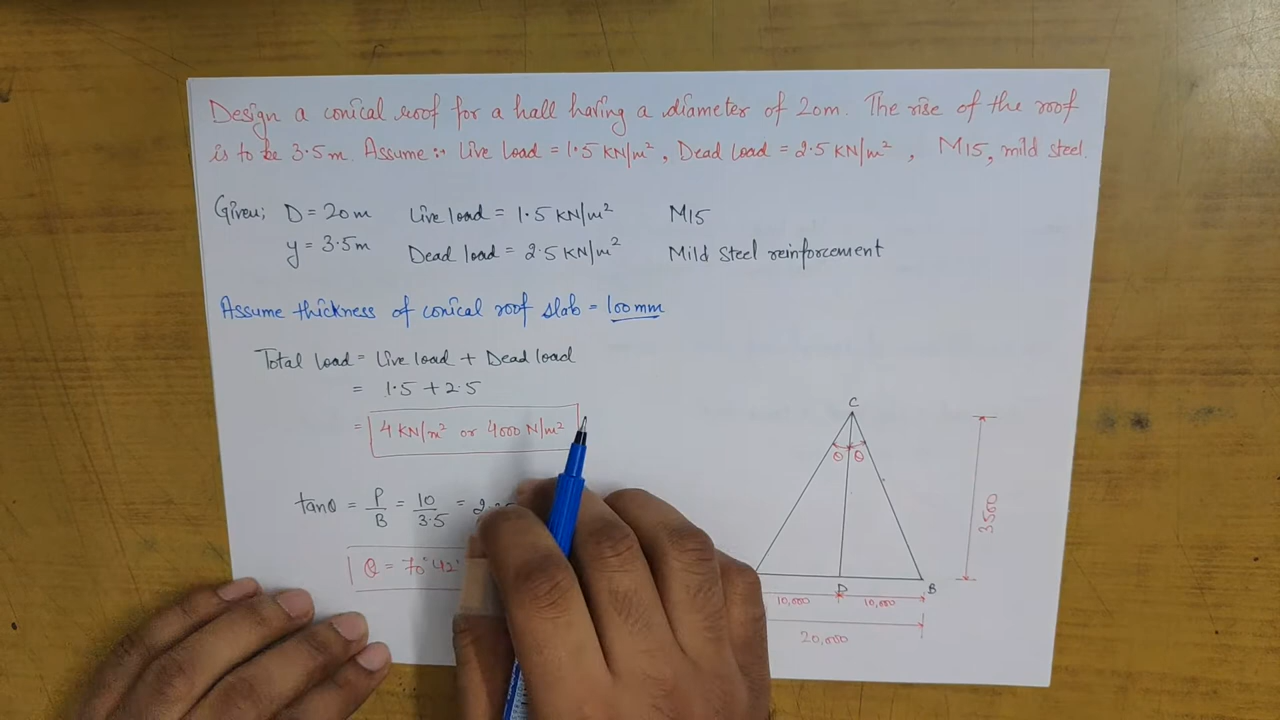 Design a conical roof for a hall having a diameter of 20m. The rise of the roof
is to be 3.5m. Assume :- Live Load = 1.5 KN/m², Dead load = 2.5 KN/m², M15, mild steel.
Given; D = 20m Live load = 1.5 KN/m² M15
y = 3.5m Dead load = 2.5 KN/m² Mild steel reinforcement
Assume thickness of conical roof slab = 100mm
Total load = Live load + Dead load
= 1.5 + 2.5
= 4 KN/m² or 4000 N/m²
tanθ = P/B = 10/3.5 =
θ = 70°42'
C
θ θ
3500
D B
10,000 10,000
20,000